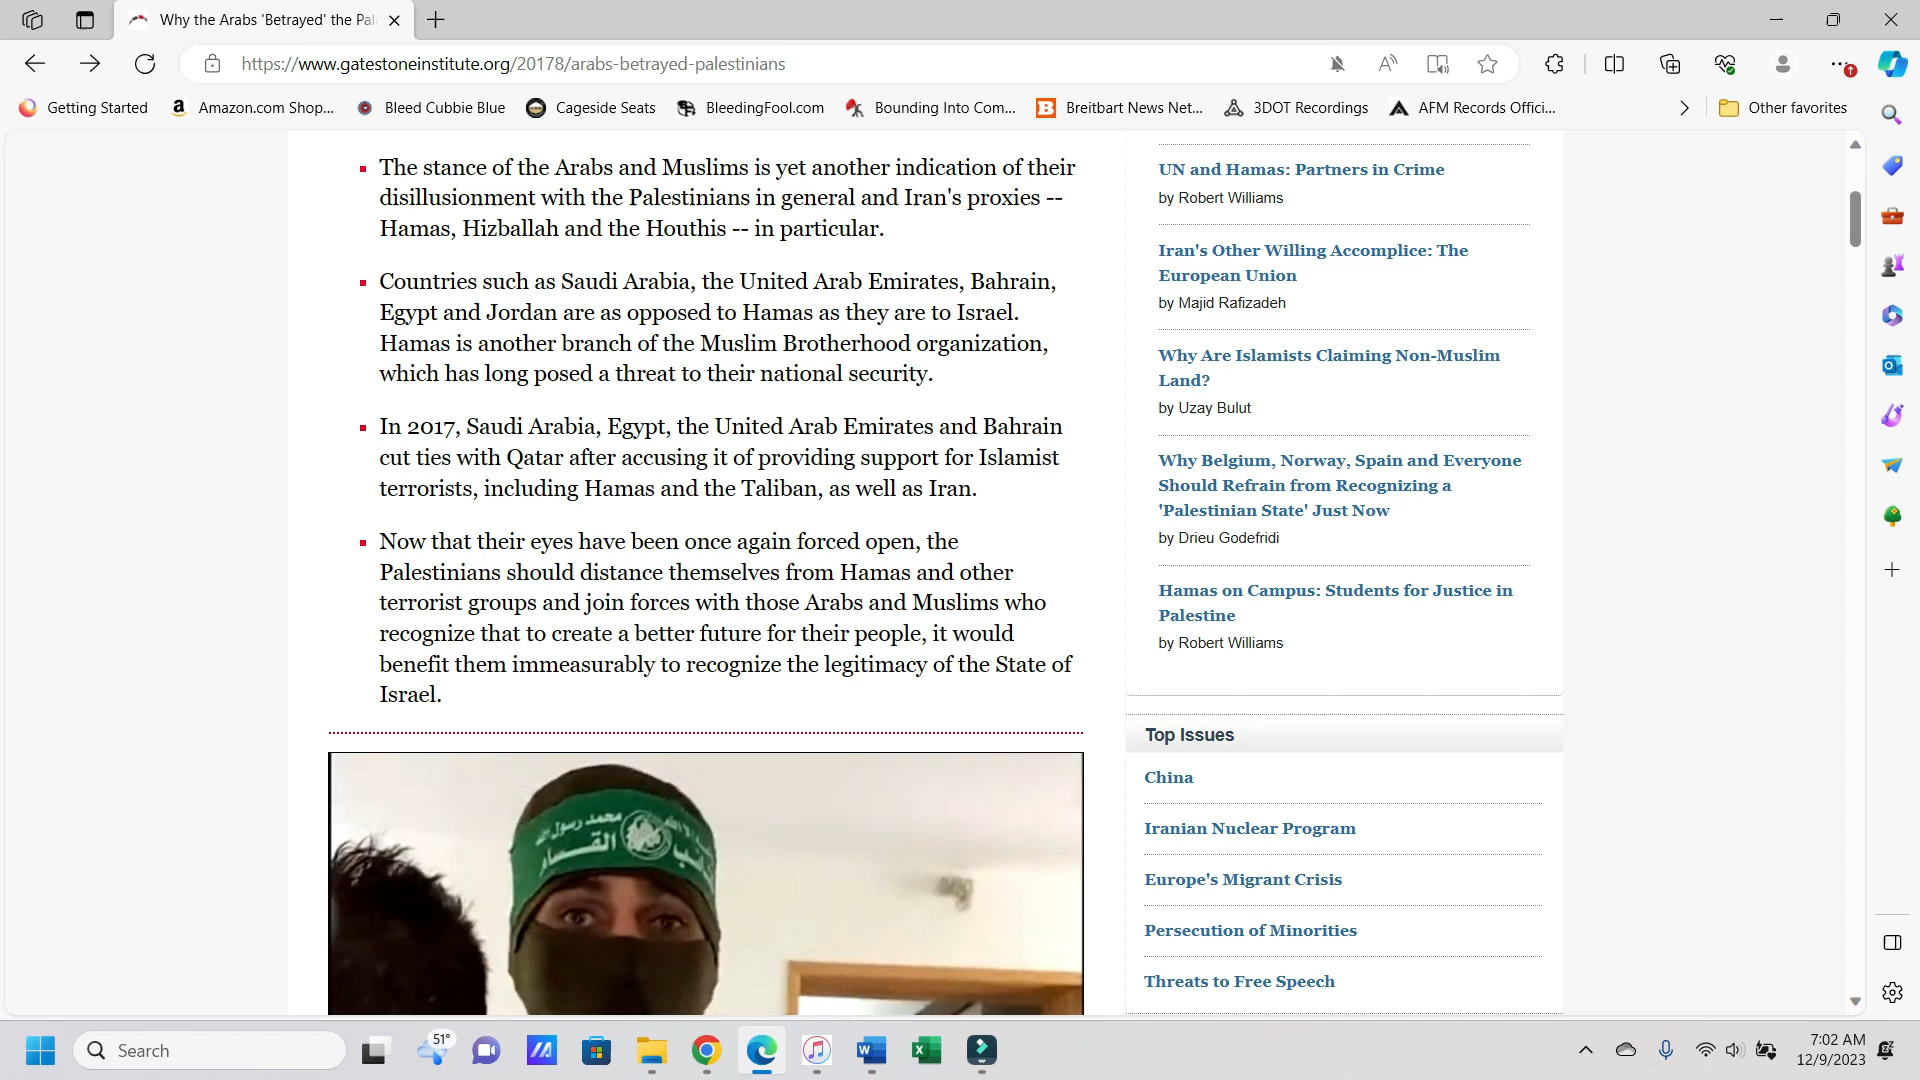 Why the Arabs 'Betrayed' the Pal
https://www.gatestoneinstitute.org/20178/arabs-betrayed-palestinians
Getting Started
Amazon.com Shop...
Bleed Cubbie Blue
Cageside Seats
BleedingFool.com
Bounding Into Com...
Breitbart News Net...
3DOT Recordings
AFM Records Offici...
Other favorites
The stance of the Arabs and Muslims is yet another indication of their
disillusionment with the Palestinians in general and Iran's proxies --
Hamas, Hizballah and the Houthis -- in particular.
Countries such as Saudi Arabia, the United Arab Emirates, Bahrain,
Egypt and Jordan are as opposed to Hamas as they are to Israel.
Hamas is another branch of the Muslim Brotherhood organization,
which has long posed a threat to their national security.
In 2017, Saudi Arabia, Egypt, the United Arab Emirates and Bahrain
cut ties with Qatar after accusing it of providing support for Islamist
terrorists, including Hamas and the Taliban, as well as Iran.
Now that their eyes have been once again forced open, the
Palestinians should distance themselves from Hamas and other
terrorist groups and join forces with those Arabs and Muslims who
recognize that to create a better future for their people, it would
benefit them immeasurably to recognize the legitimacy of the State of
Israel.
محمد رسول الله
القسام
UN and Hamas: Partners in Crime
by Robert Williams
Iran's Other Willing Accomplice: The
European Union
by Majid Rafizadeh
Why Are Islamists Claiming Non-Muslim
Land?
by Uzay Bulut
Why Belgium, Norway, Spain and Everyone
Should Refrain from Recognizing a
'Palestinian State' Just Now
by Drieu Godefridi
Hamas on Campus: Students for Justice in
Palestine
by Robert Williams
Top Issues
China
Iranian Nuclear Program
Europe's Migrant Crisis
Persecution of Minorities
Threats to Free Speech
Search
51°
7:02 AM
12/9/2023